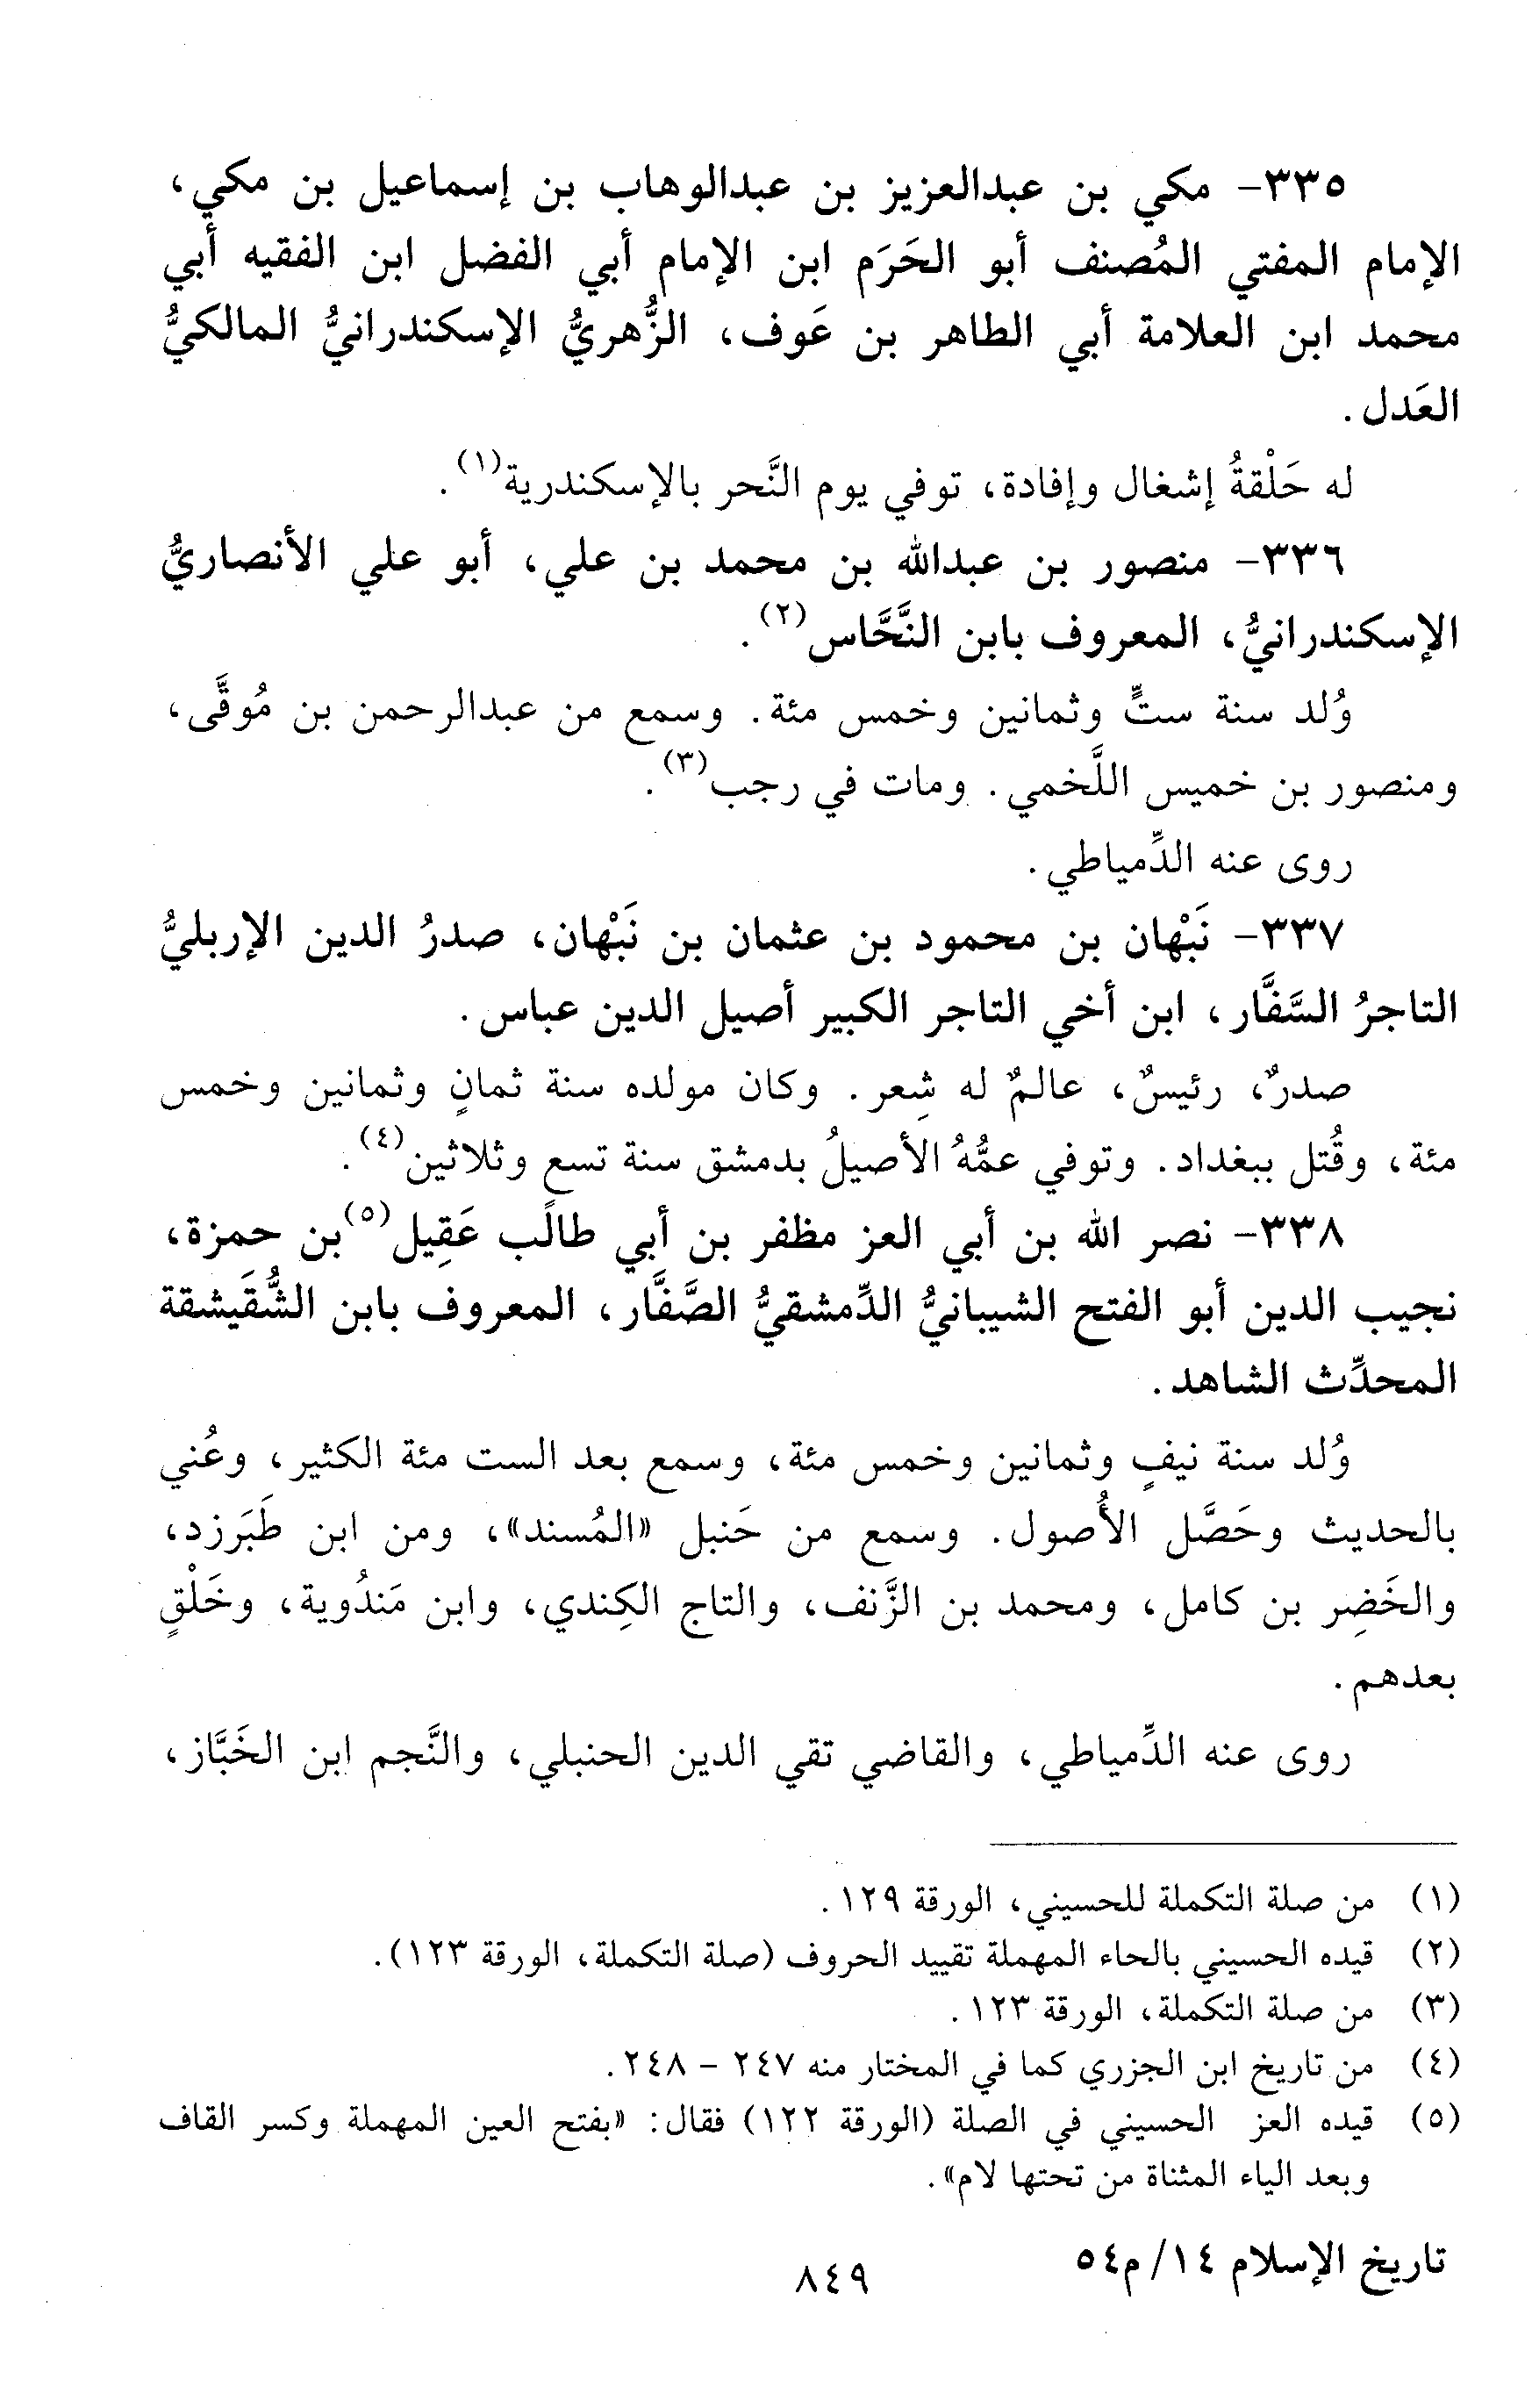 ٣٣٥- مكي بن عبدالعزيز بن عبدالوهاب بن إسماعيل بن مكي،
الإمام المفتي المُصنف أبو الحَرَم ابن الإمام أبي الفضل ابن الفقيه أبي
محمد ابن العلامة أبي الطاهر بن عَوف، الزُّهريُّ الإسكندرانيُّ المالكيُّ
العَدل.
له حَلْقةُ إشغال وإفادة، توفي يوم النَّحر بالإسكندرية(١).
٣٣٦- منصور بن عبدالله بن محمد بن علي، أبو علي الأنصاريُّ
الإسكندرانيُّ، المعروف بابن النَّحَّاس(٢).
وُلد سنة ستٍّ وثمانين وخمس مئة. وسمع من عبدالرحمن بن مُوقَّى،
ومنصور بن خميس اللَّخمي. ومات في رجب(٣).
روى عنه الدِّمياطي.
٣٣٧- نَبْهان بن محمود بن عثمان بن نَبْهان، صدرُ الدين الإربليُّ
التاجرُ السَّفَّار، ابن أخي التاجر الكبير أصيل الدين عباس.
صدرٌ، رئيسٌ، عالمٌ له شِعر. وكان مولده سنة ثمانٍ وثمانين وخمس
مئة، وقُتل ببغداد. وتوفي عمُّهُ الأصيلُ بدمشق سنة تسع وثلاثين(٤).
٣٣٨- نصر الله بن أبي العز مظفر بن أبي طالب عَقِيل(٥) بن حمزة،
نجيب الدين أبو الفتح الشيبانيُّ الدِّمشقيُّ الصَّفَّار، المعروف بابن الشُّقَيشقة
المحدِّث الشاهد.
وُلد سنة نيفٍ وثمانين وخمس مئة، وسمع بعد الست مئة الكثير، وعُني
بالحديث وحَصَّل الأُصول. وسمع من حَنبل «المُسند»، ومن ابن طَبَرزد،
والخَضِر بن كامل، ومحمد بن الزَّنف، والتاج الكِندي، وابن مَندُوية، وخَلْقٍ
بعدهم.
روى عنه الدِّمياطي، والقاضي تقي الدين الحنبلي، والنَّجم ابن الخَبَّاز،
(١) من صلة التكملة للحسيني، الورقة ١٢٩.
(٢) قيده الحسيني بالحاء المهملة تقييد الحروف (صلة التكملة، الورقة ١٢٣).
(٣) من صلة التكملة، الورقة ١٢٣.
(٤) من تاريخ ابن الجزري كما في المختار منه ٢٤٧ - ٢٤٨.
(٥) قيده العز الحسيني في الصلة (الورقة ١٢٢) فقال: «بفتح العين المهملة وكسر القاف
وبعد الياء المثناة من تحتها لام».
تاريخ الإسلام ١٤/م٥٤
٨٤٩